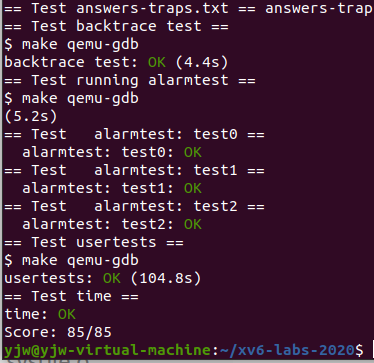 == Test answers-traps.txt == answers-trap
== Test backtrace test ==
$ make qemu-gdb
backtrace test: OK (4.4s)
== Test running alarmtest ==
$ make qemu-gdb
(5.2s)
== Test   alarmtest: test0 ==
  alarmtest: test0: OK
== Test   alarmtest: test1 ==
  alarmtest: test1: OK
== Test   alarmtest: test2 ==
  alarmtest: test2: OK
== Test usertests ==
$ make qemu-gdb
usertests: OK (104.8s)
== Test time ==
time: OK
Score: 85/85
yjw@yjw-virtual-machine:~/xv6-labs-2020$